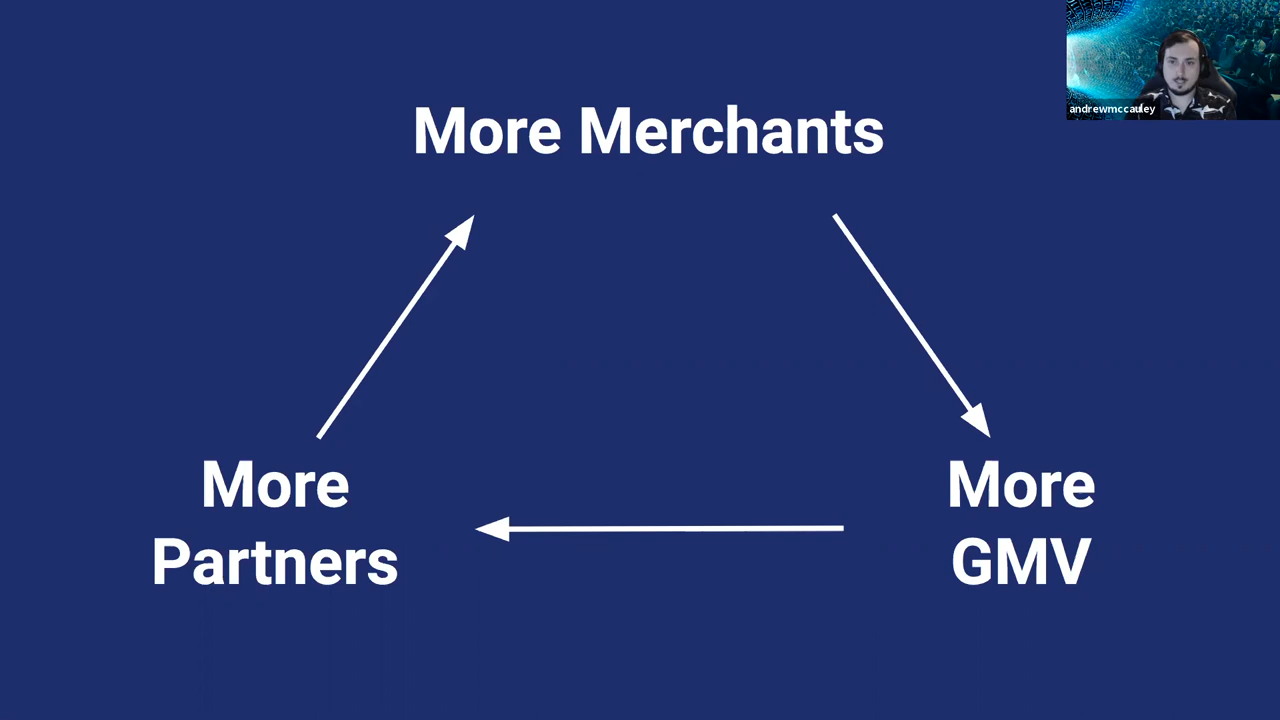 andrewmccauley
More Merchants
More
Partners
More
GMV